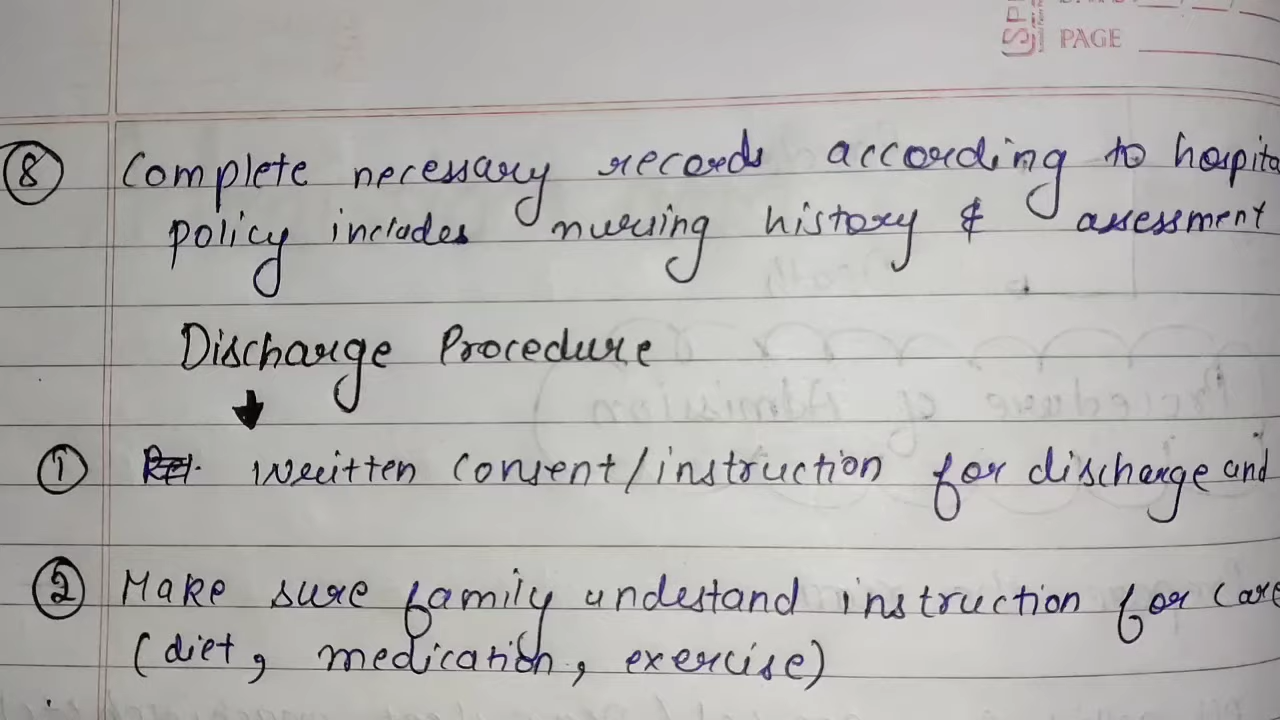 PAGE
⑧ Complete necessary records according to hospita
policy includes nursing history & assessment
Discharge Procedure
① Written consent/instruction for discharge and
② Make sure family undestand instruction for care
(diet, medication, exercise)